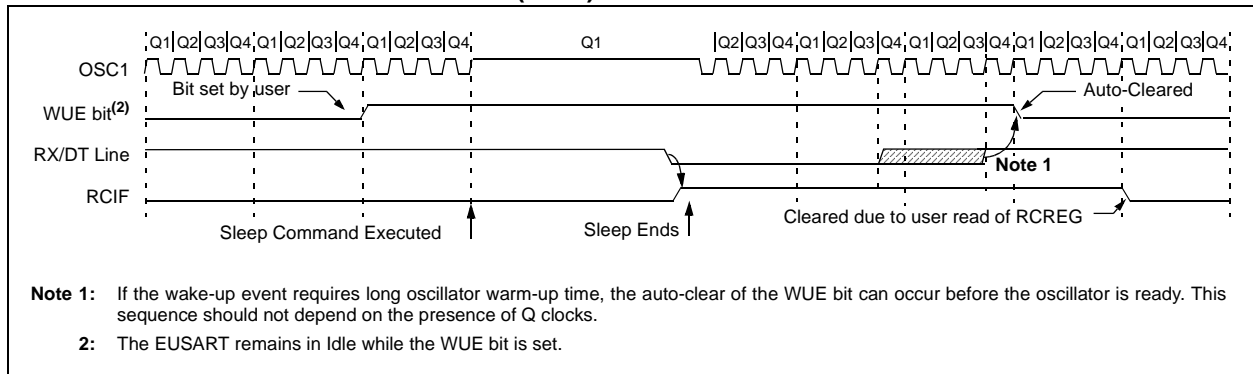 Q1 Q2 Q3 Q4 Q1 Q2 Q3 Q4 Q1 Q2 Q3 Q4 Q1 Q2 Q3 Q4 Q1 Q2 Q3 Q4 Q1 Q2 Q3 Q4 Q1 Q2 Q3 Q4
OSC1
Bit set by user
Auto-Cleared
WUE bit(2)
RX/DT Line
Note 1
RCIF
Cleared due to user read of RCREG
Sleep Command Executed
Sleep Ends
Note 1: If the wake-up event requires long oscillator warm-up time, the auto-clear of the WUE bit can occur before the oscillator is ready. This
sequence should not depend on the presence of Q clocks.
2: The EUSART remains in Idle while the WUE bit is set.